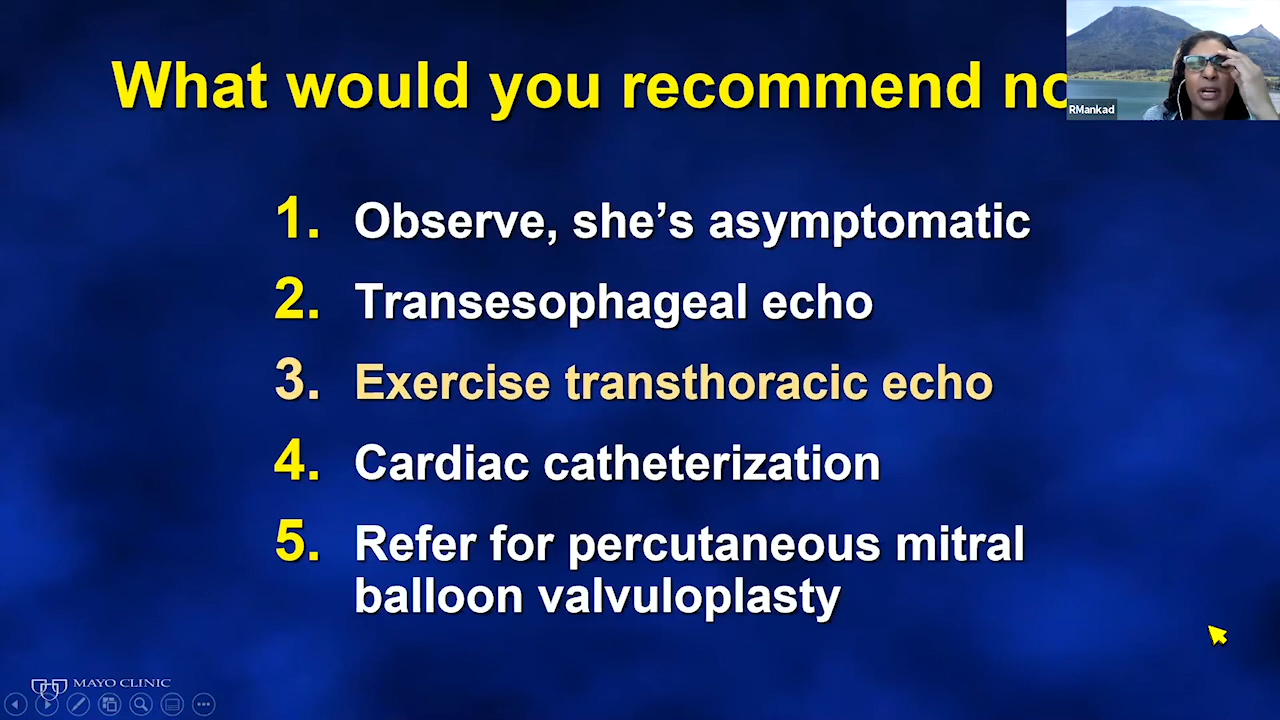 What would you recommend no
RMankad
1. Observe, she’s asymptomatic
2. Transesophageal echo
3. Exercise transthoracic echo
4. Cardiac catheterization
5. Refer for percutaneous mitral
balloon valvuloplasty
MAYO CLINIC